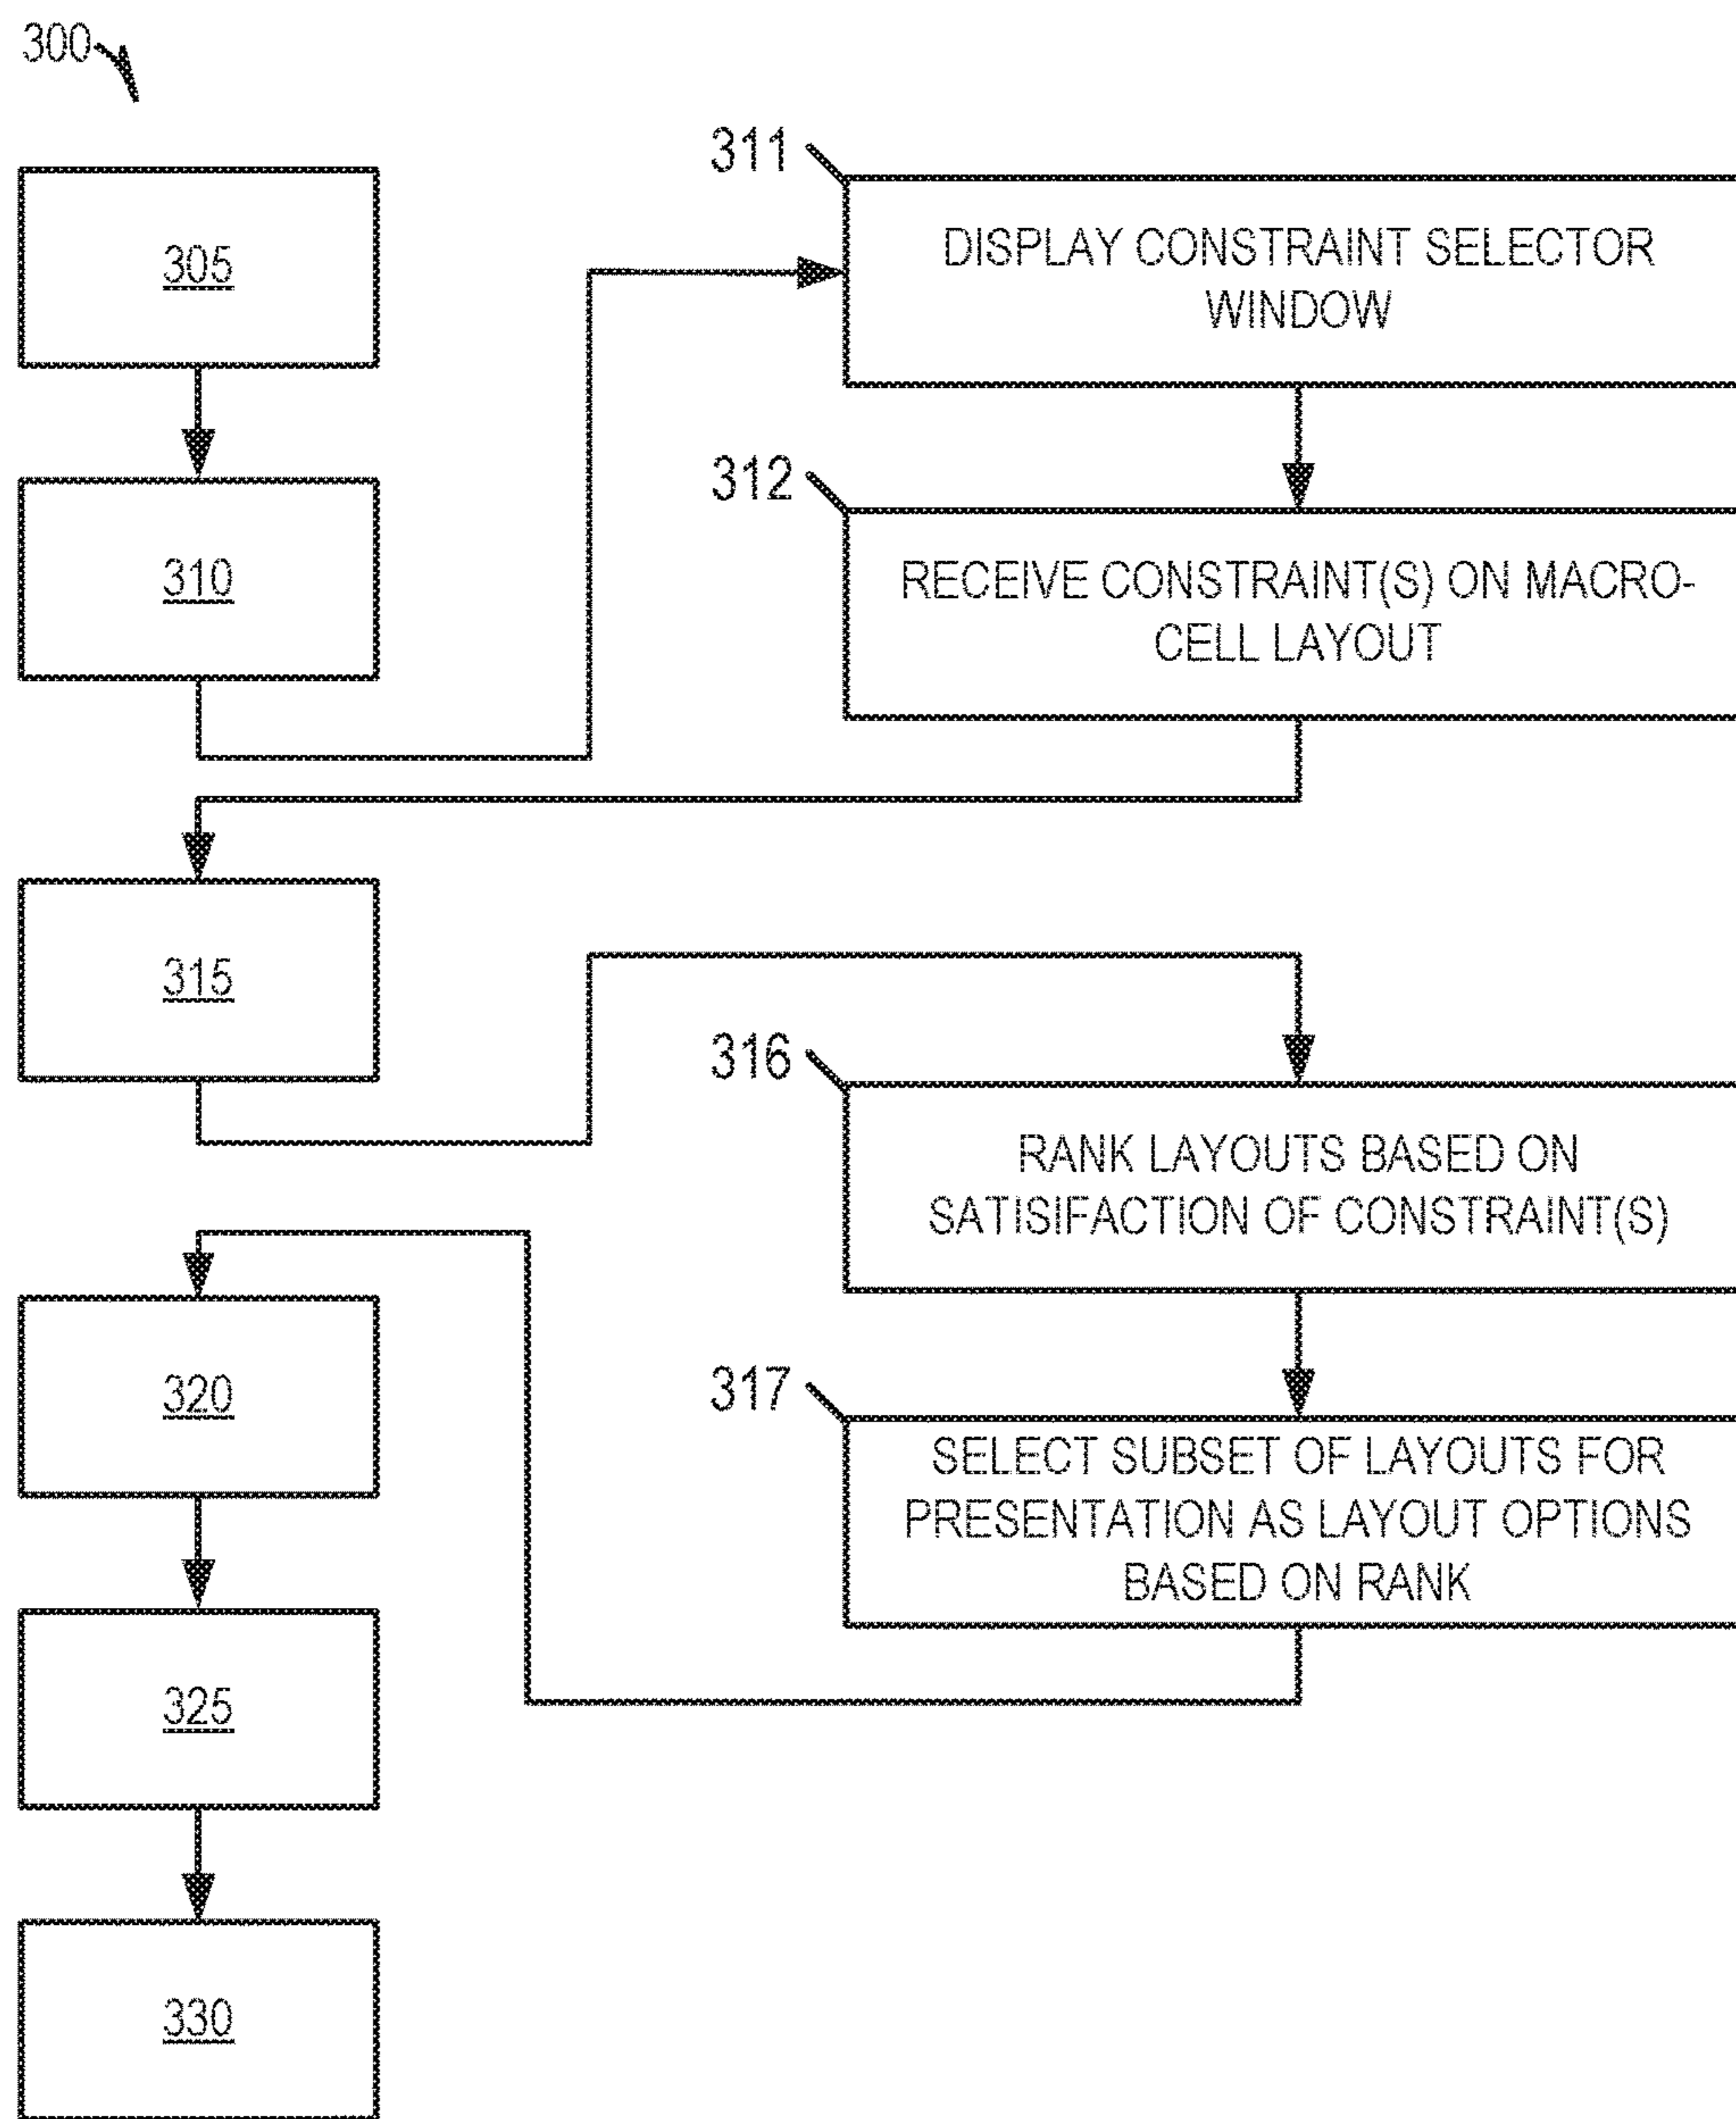 300
305
310
311
DISPLAY CONSTRAINT SELECTOR
WINDOW
312
RECEIVE CONSTRAINT(S) ON MACRO-
CELL LAYOUT
315
316
RANK LAYOUTS BASED ON
SATISIFACTION OF CONSTRAINT(S)
317
SELECT SUBSET OF LAYOUTS FOR
PRESENTATION AS LAYOUT OPTIONS
BASED ON RANK
320
325
330